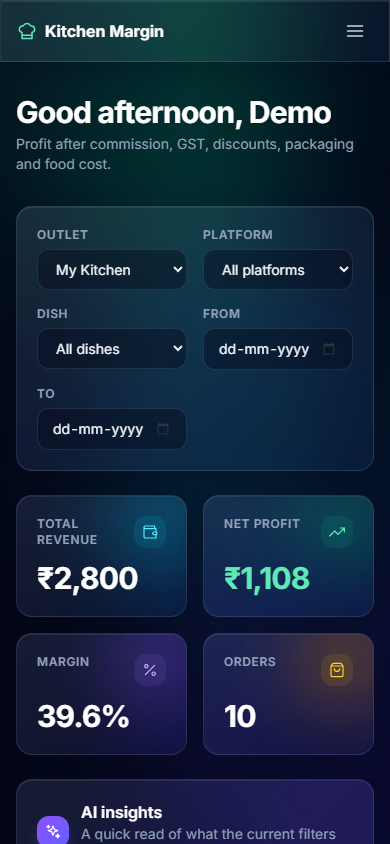 Kitchen Margin
Good afternoon, Demo
Profit after commission, GST, discounts, packaging
and food cost.
OUTLET
PLATFORM
My Kitchen
All platforms
DISH
FROM
All dishes
dd-mm-yyyy
TO
dd-mm-yyyy
TOTAL
REVENUE
₹2,800
NET PROFIT
₹1,108
MARGIN
39.6%
ORDERS
10
AI insights
A quick read of what the current filters